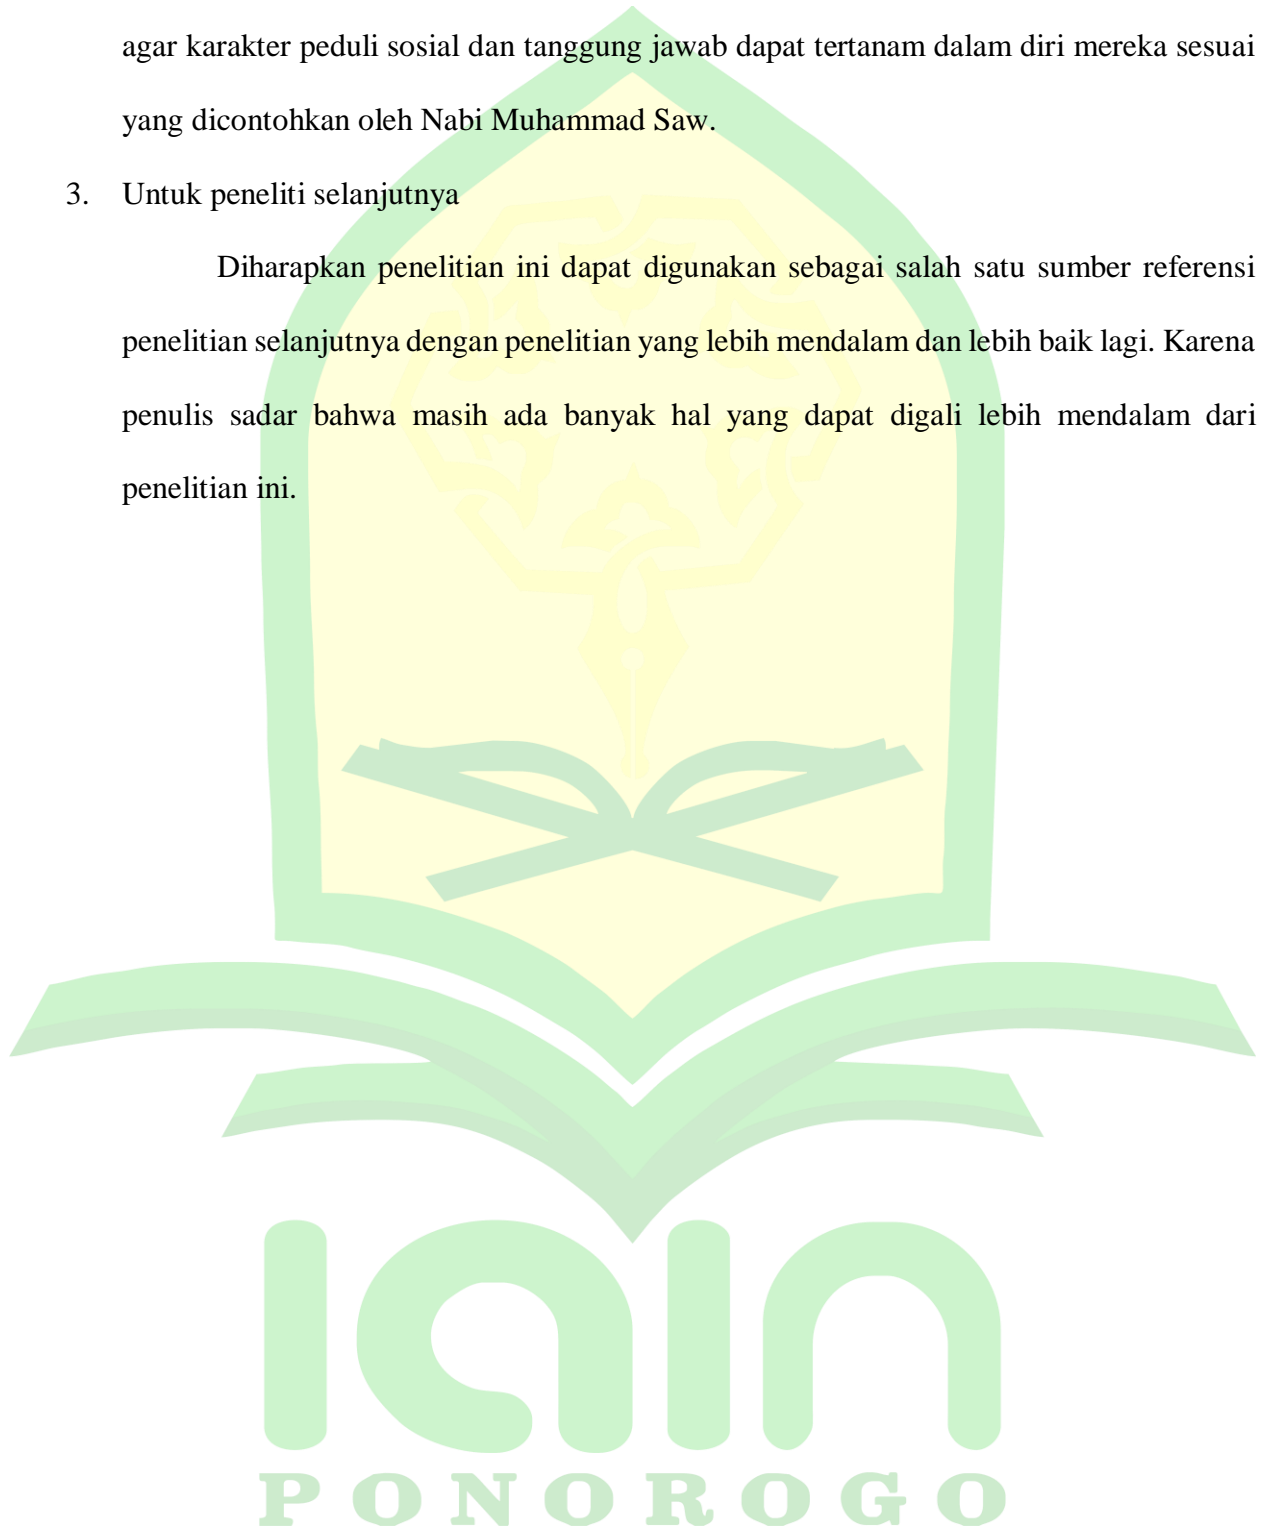 agar karakter peduli sosial dan tanggung jawab dapat tertanam dalam diri mereka sesuai
yang dicontohkan oleh Nabi Muhammad Saw.
3. Untuk peneliti selanjutnya
Diharapkan penelitian ini dapat digunakan sebagai salah satu sumber referensi
penelitian selanjutnya dengan penelitian yang lebih mendalam dan lebih baik lagi. Karena
penulis sadar bahwa masih ada banyak hal yang dapat digali lebih mendalam dari
penelitian ini.
IAIN
PONOROGO